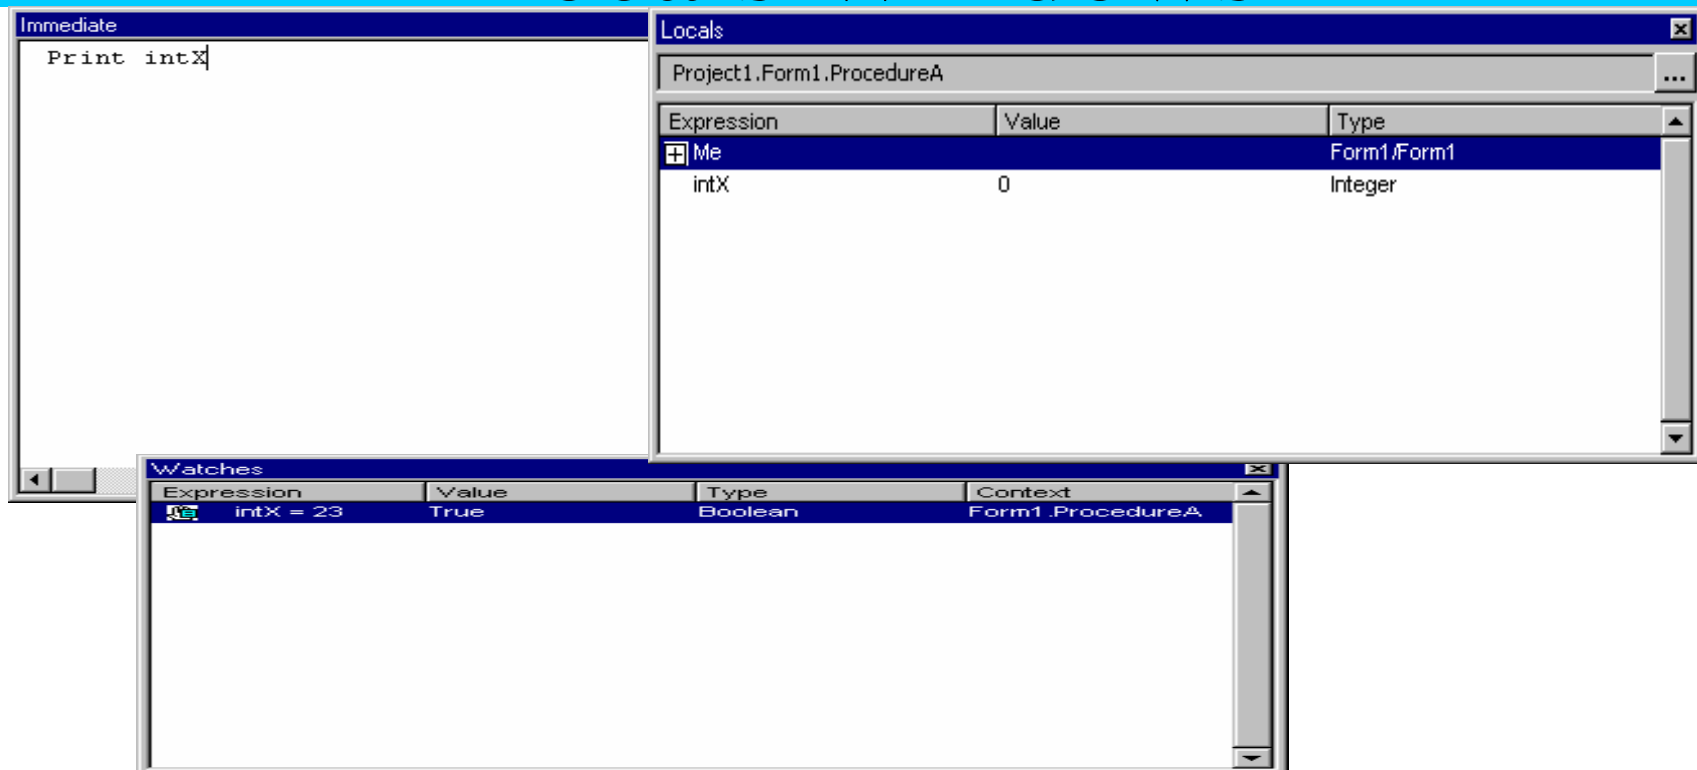 Immediate
Print intX
Locals
Project1.Form1.ProcedureA
...
Expression Value Type
Me Form1/Form1
intX 0 Integer
Watches
Expression Value Type Context
intX = 23 True Boolean Form1.ProcedureA